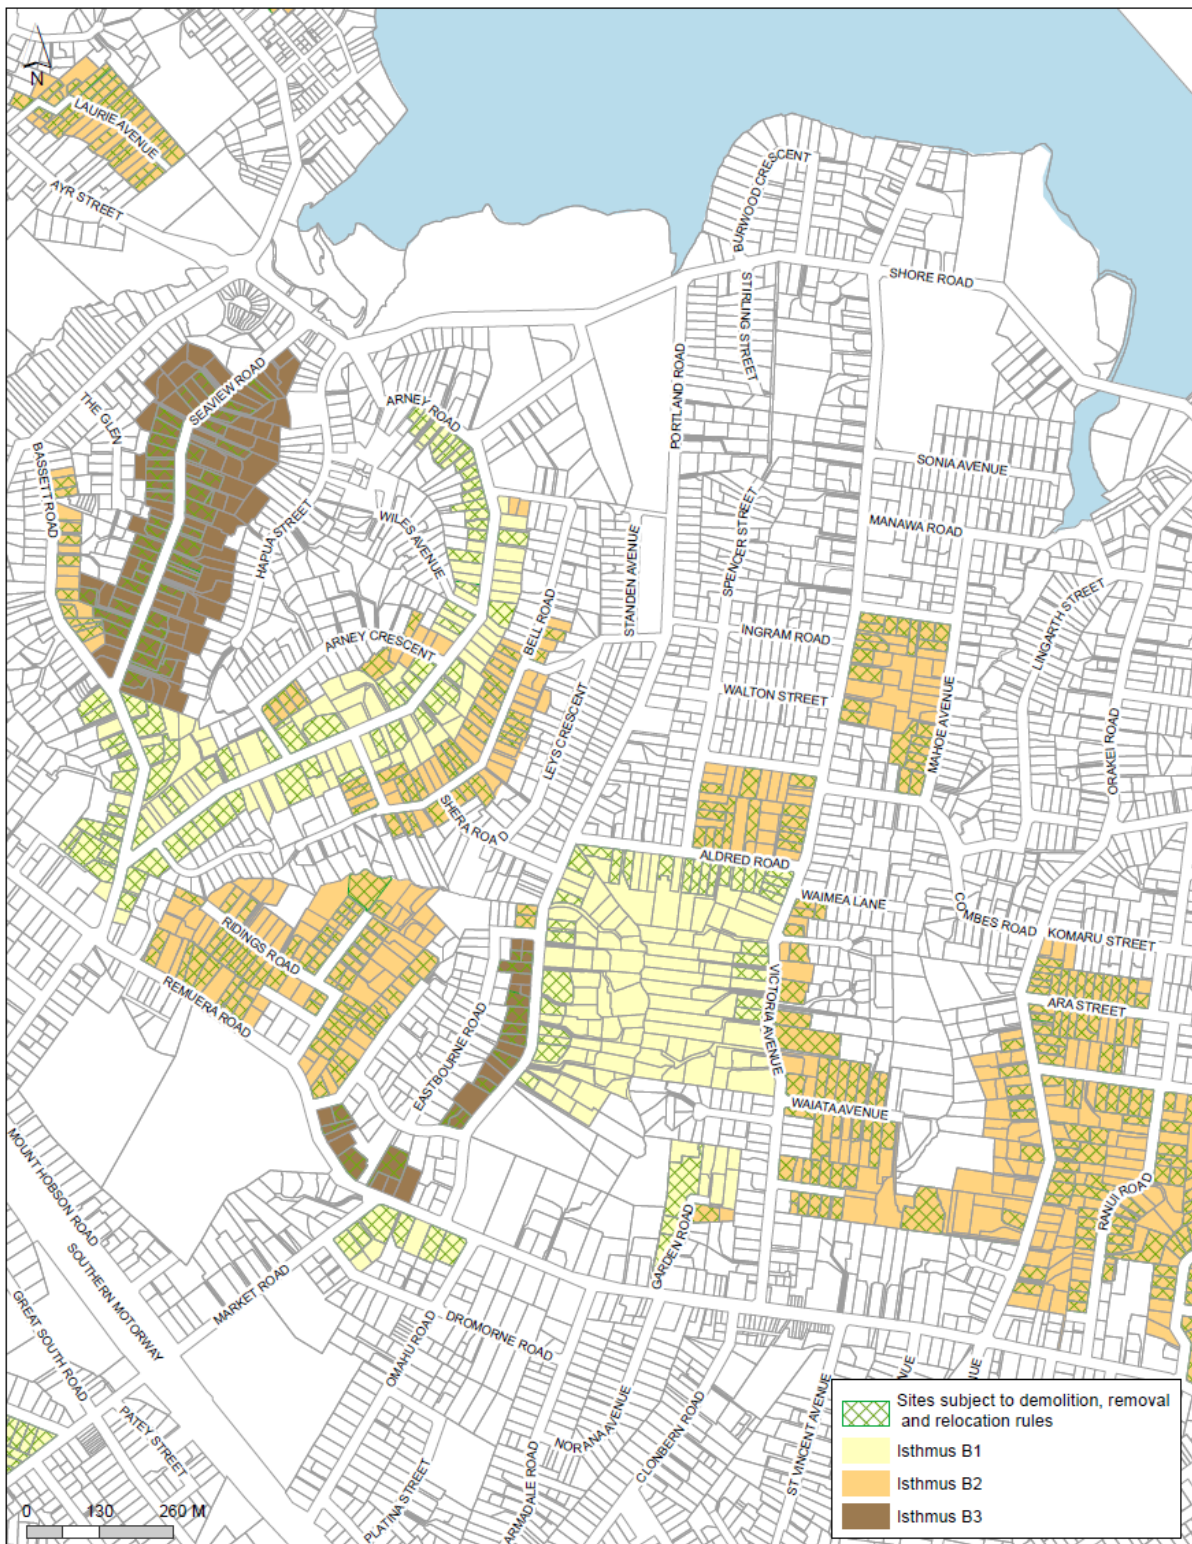 N
LAURIE AVENUE
AYR STREET
BURWOOD CRESCENT
SHORE ROAD
STIRLING STREET
PORTLAND ROAD
SEAVIEW ROAD
THE GLEN
ARNEY ROAD
BASSETT ROAD
SONIA AVENUE
HAPUA STREET
WILES AVENUE
SPENCER STREET
MANAWA ROAD
STANDEN AVENUE
LINGARTH STREET
BELL ROAD
INGRAM ROAD
ARNEY CRESCENT
WALTON STREET
LEYS CRESCENT
MAHOE AVENUE
ORAKEI ROAD
SHERA ROAD
ALDRED ROAD
WAIMEA LANE
COMBES ROAD
KOMARU STREET
RIDINGS ROAD
REMUERA ROAD
VICTORIA AVENUE
ARA STREET
EASTBOURNE ROAD
WAIATA AVENUE
MOUNT HOBSON ROAD
RANUI ROAD
GARDEN ROAD
SOUTHERN MOTORWAY
MARKET ROAD
GREAT SOUTH ROAD
OMAHU ROAD
DROMORNE ROAD
PATEY STREET
NORANA AVENUE
CLONBERN ROAD
ST VINCENT AVENUE
ENUE
NUE
PLATINA STREET
ARMADALE ROAD
Sites subject to demolition, removal
and relocation rules
Isthmus B1
Isthmus B2
Isthmus B3
0 130 260 M